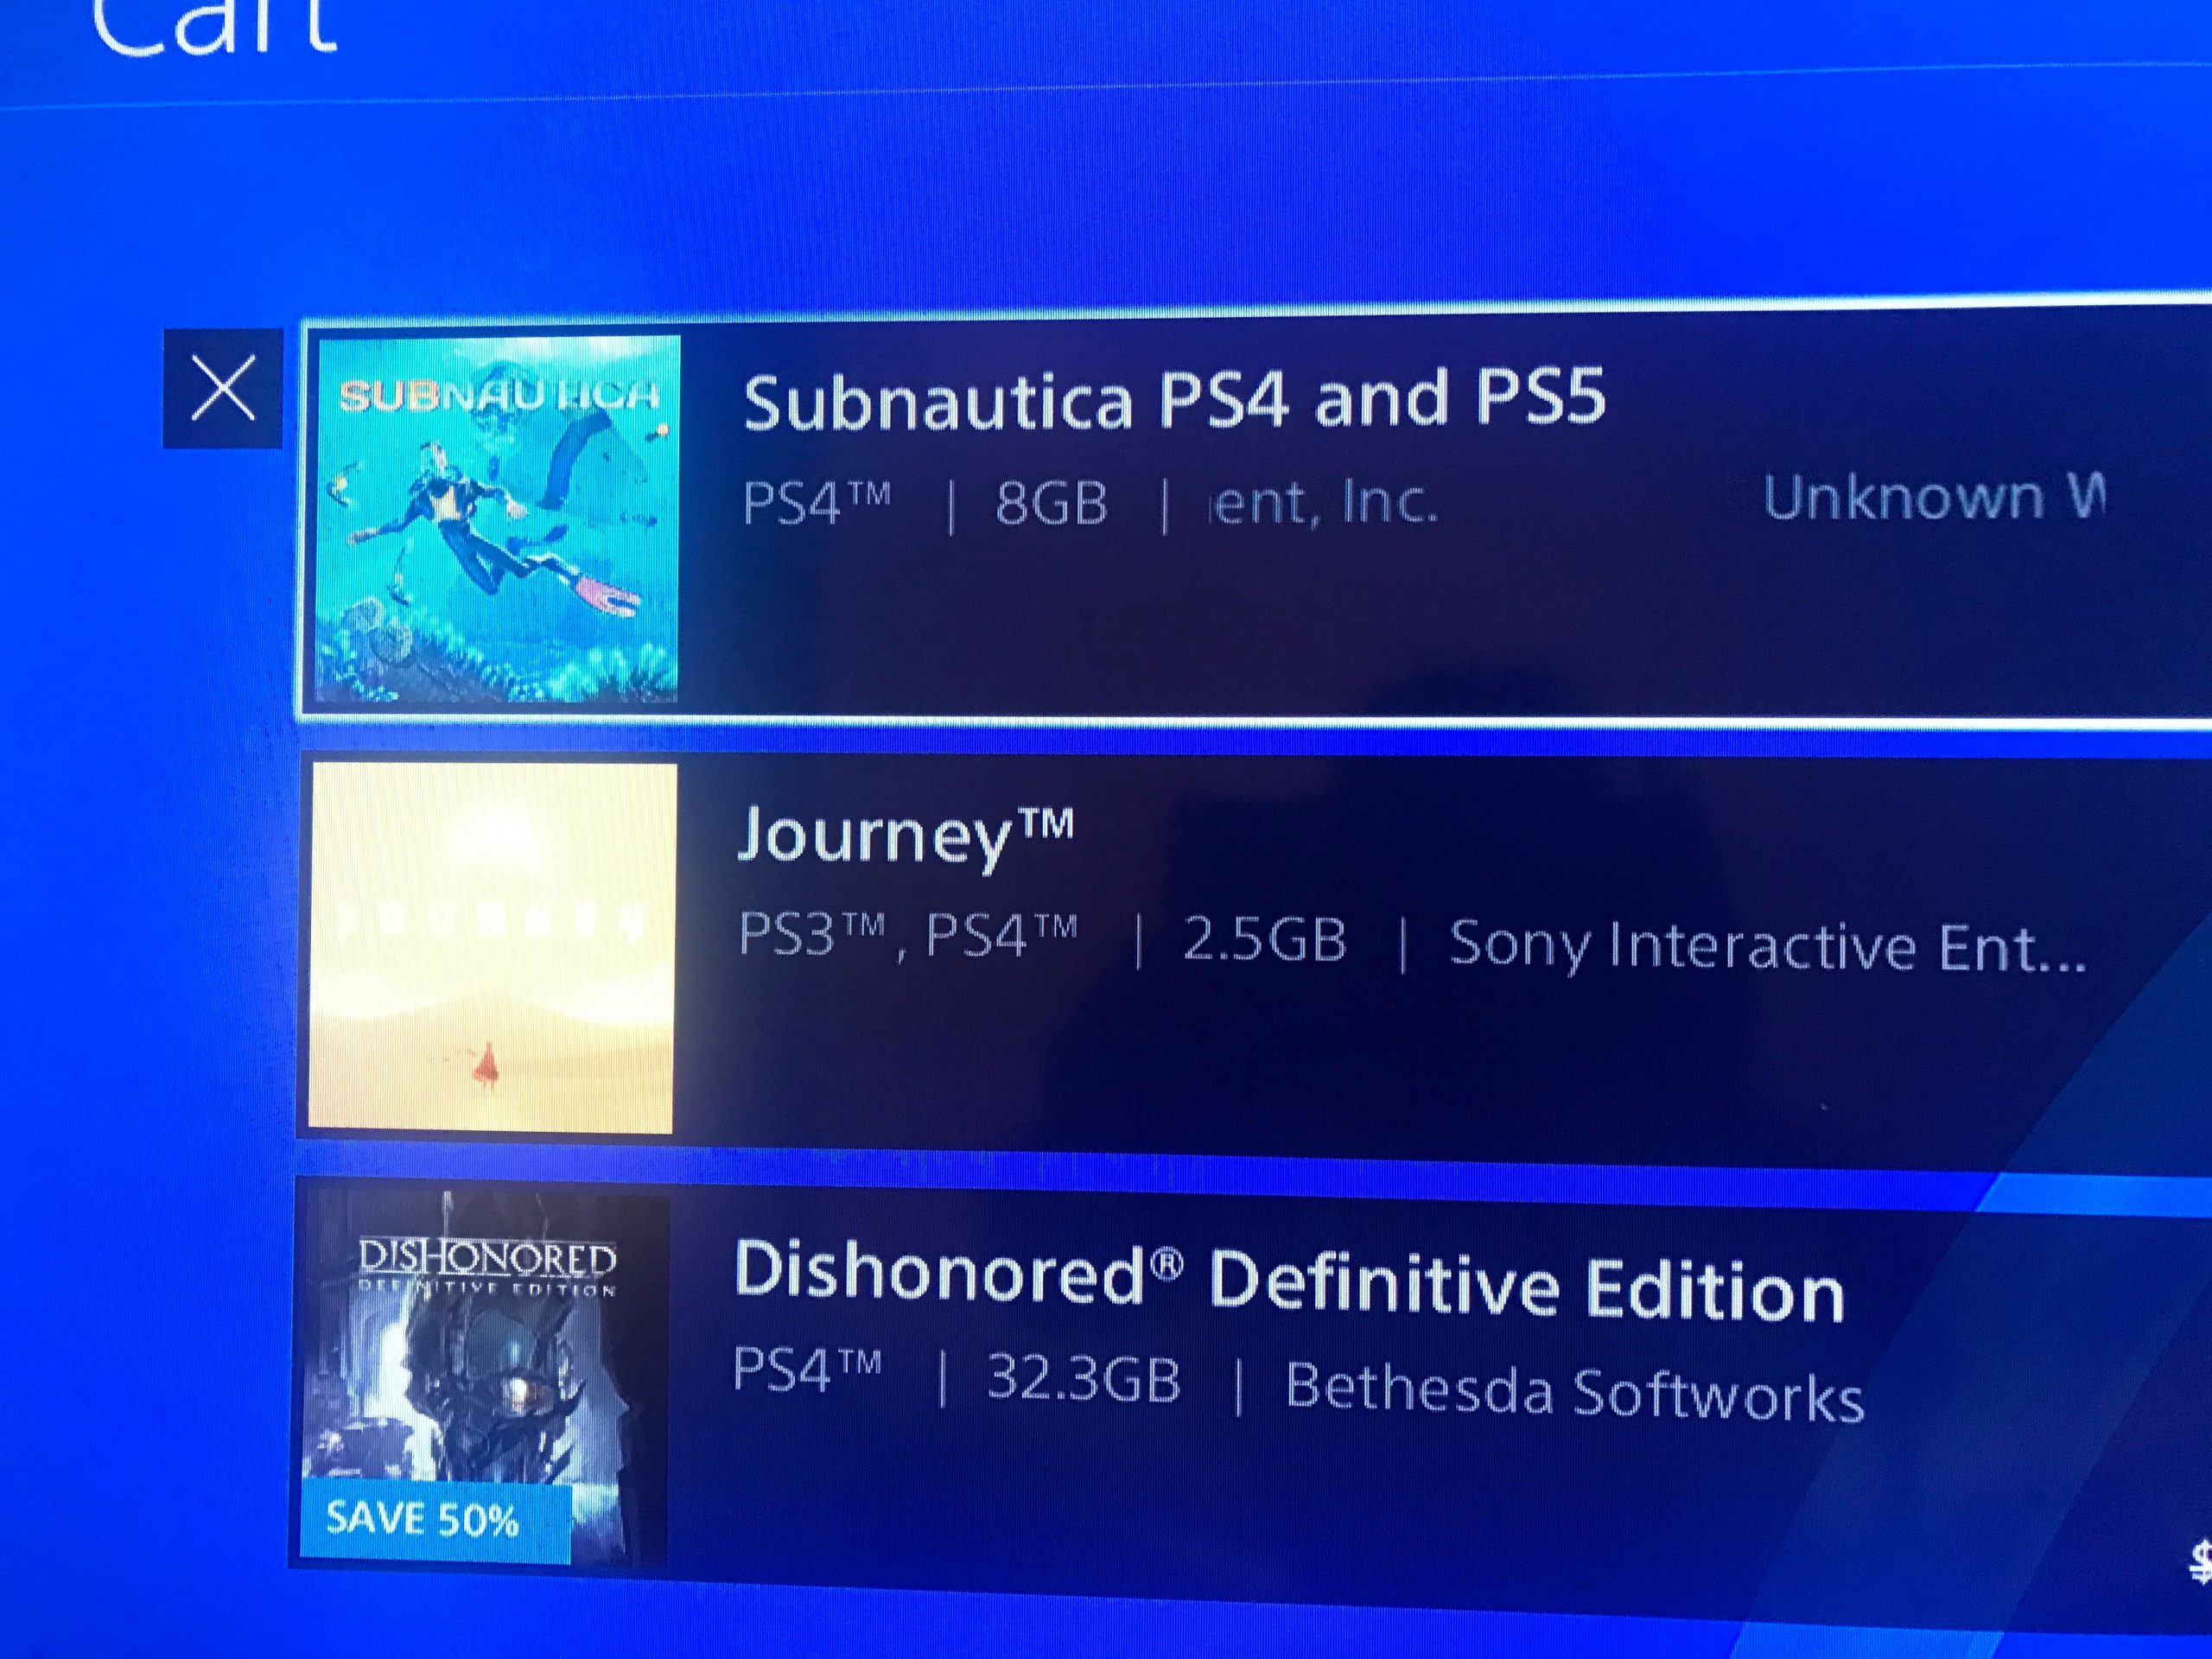 Cart
SUBNAUTICA
Subnautica PS4 and PS5
PS4™ | 8GB | ent, Inc. Unknown W
JOURNEY
Journey™
PS3™, PS4™ | 2.5GB | Sony Interactive Ent...
DISHONORED
DEFINITIVE EDITION
Dishonored® Definitive Edition
PS4™ | 32.3GB | Bethesda Softworks
SAVE 50%
$